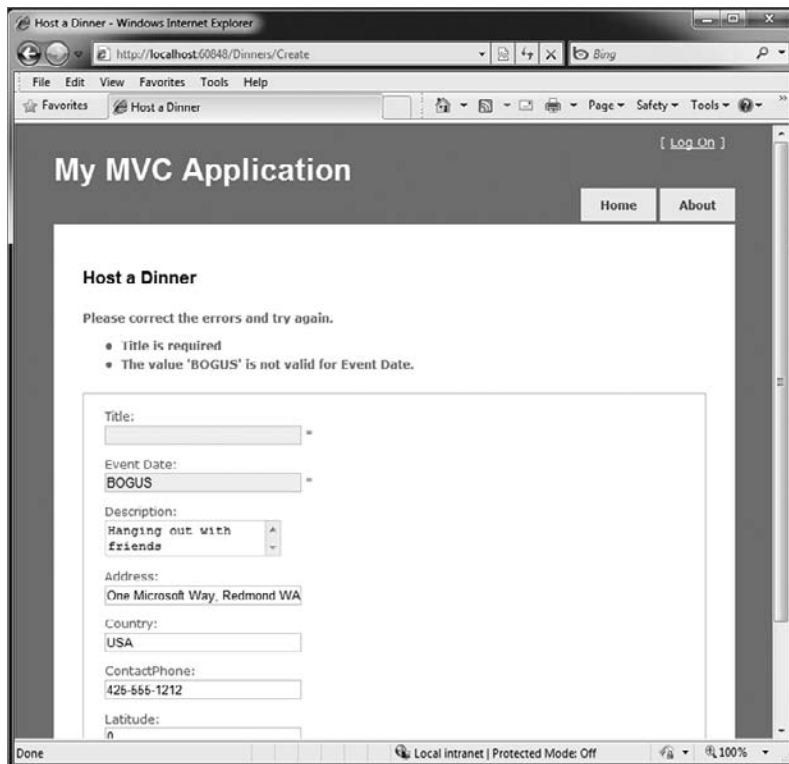 Host a Dinner - Windows Internet Explorer
http://localhost:60848/Dinners/Create
Bing
File Edit View Favorites Tools Help
Favorites
Host a Dinner
Page Safety Tools
[ Log On ]
My MVC Application
Home
About
Host a Dinner
Please correct the errors and try again.
• Title is required
• The value 'BOGUS' is not valid for Event Date.
Title:
*
Event Date:
BOGUS
*
Description:
Hanging out with
friends
Address:
One Microsoft Way, Redmond WA
Country:
USA
ContactPhone:
425-555-1212
Latitude:
0
Done
Local intranet | Protected Mode: Off
100%